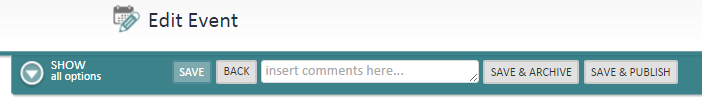 Edit Event
SHOW
all options
SAVE
BACK
insert comments here...
SAVE & ARCHIVE
SAVE & PUBLISH